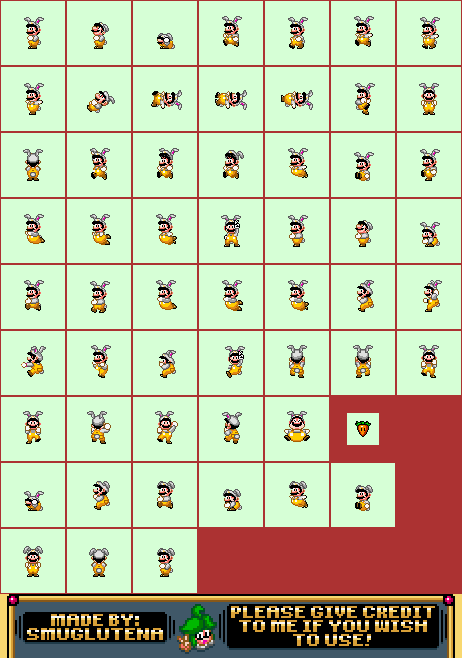 MADE BY:
SMUGLUTENA
PLEASE GIVE CREDIT
TO ME IF YOU WISH
TO USE!